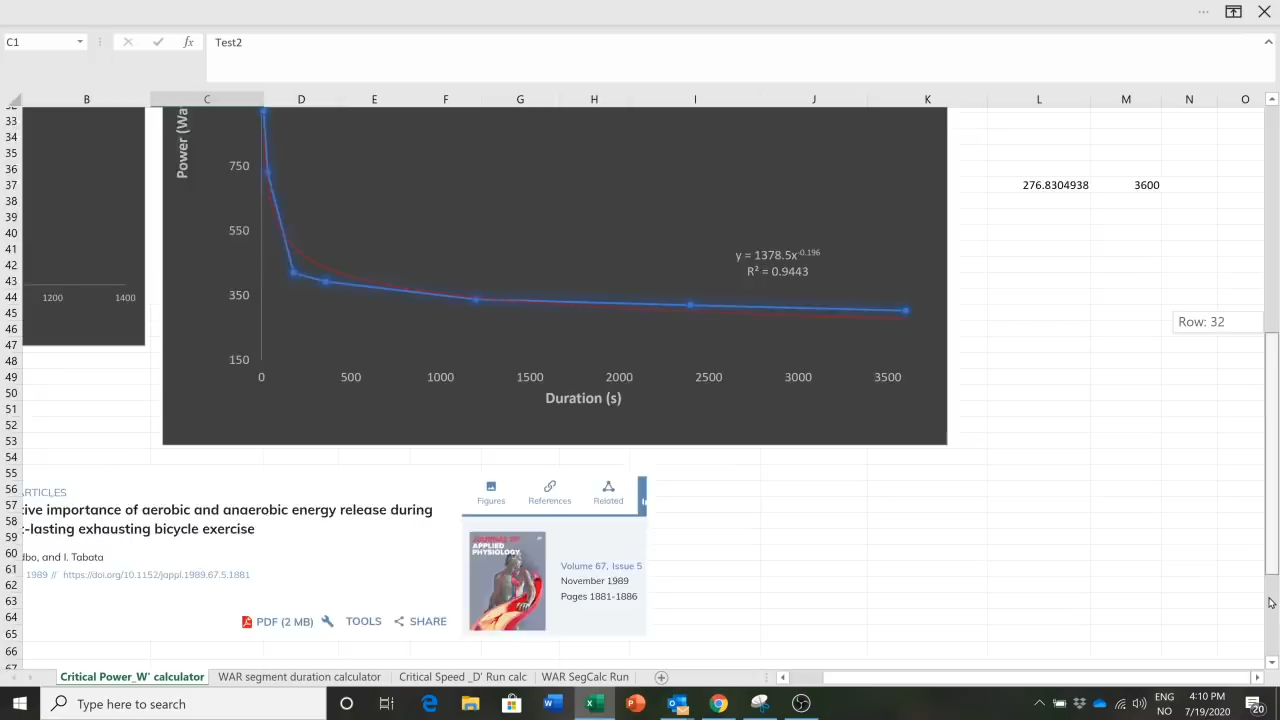 C1
fx
Test2
B C D E F G H I J K L M N O
33
34
35
36
37
38
39
40
41
42
43
44
45
46
47
48
49
50
51
52
53
54
55
56
57
58
59
60
61
62
63
64
65
66
1200 1400
Power (Wa
750
550
350
150
0 500 1000 1500 2000 2500 3000 3500
Duration (s)
y = 1378.5x^-0.196
R² = 0.9443
276.8304938 3600
Row: 32
ARTICLES
tive importance of aerobic and anaerobic energy release during
t-lasting exhausting bicycle exercise
dbo, and I. Tabata
1989 // https://doi.org/10.1152/jappl.1989.67.5.1881
PDF (2 MB) TOOLS SHARE
Figures References Related
JOURNAL OF
APPLIED
PHYSIOLOGY
Volume 67, Issue 5
November 1989
Pages 1881-1886
Critical Power_W' calculator WAR segment duration calculator Critical Speed _D' Run calc WAR SegCalc Run
Type here to search
ENG
NO
4:10 PM
7/19/2020
20